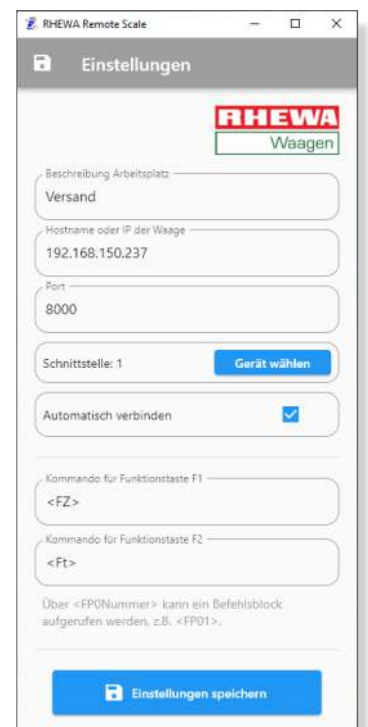 RHEWA Remote Scale
Einstellungen
RHEWA
Waagen
Beschreibung Arbeitsplatz
Versand
Hostname oder IP der Waage
192.168.150.237
Port
8000
Schnittstelle: 1 Gerät wählen
Automatisch verbinden
Kommando für Funktionstaste F1
<FZ>
Kommando für Funktionstaste F2
<Ft>
Über <FP0Nummer> kann ein Befehlsblock
aufgerufen werden, z.B. <FP01>.
Einstellungen speichern